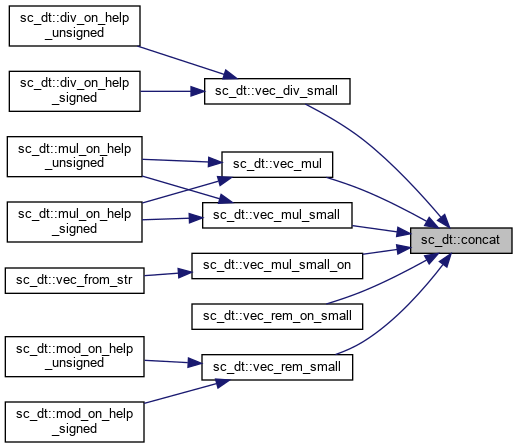 sc_dt::div_on_help
_unsigned
sc_dt::div_on_help
_signed
sc_dt::vec_div_small
sc_dt::mul_on_help
_unsigned
sc_dt::vec_mul
sc_dt::mul_on_help
_signed
sc_dt::vec_mul_small
sc_dt::concat
sc_dt::vec_from_str
sc_dt::vec_mul_small_on
sc_dt::vec_rem_on_small
sc_dt::mod_on_help
_unsigned
sc_dt::vec_rem_small
sc_dt::mod_on_help
_signed